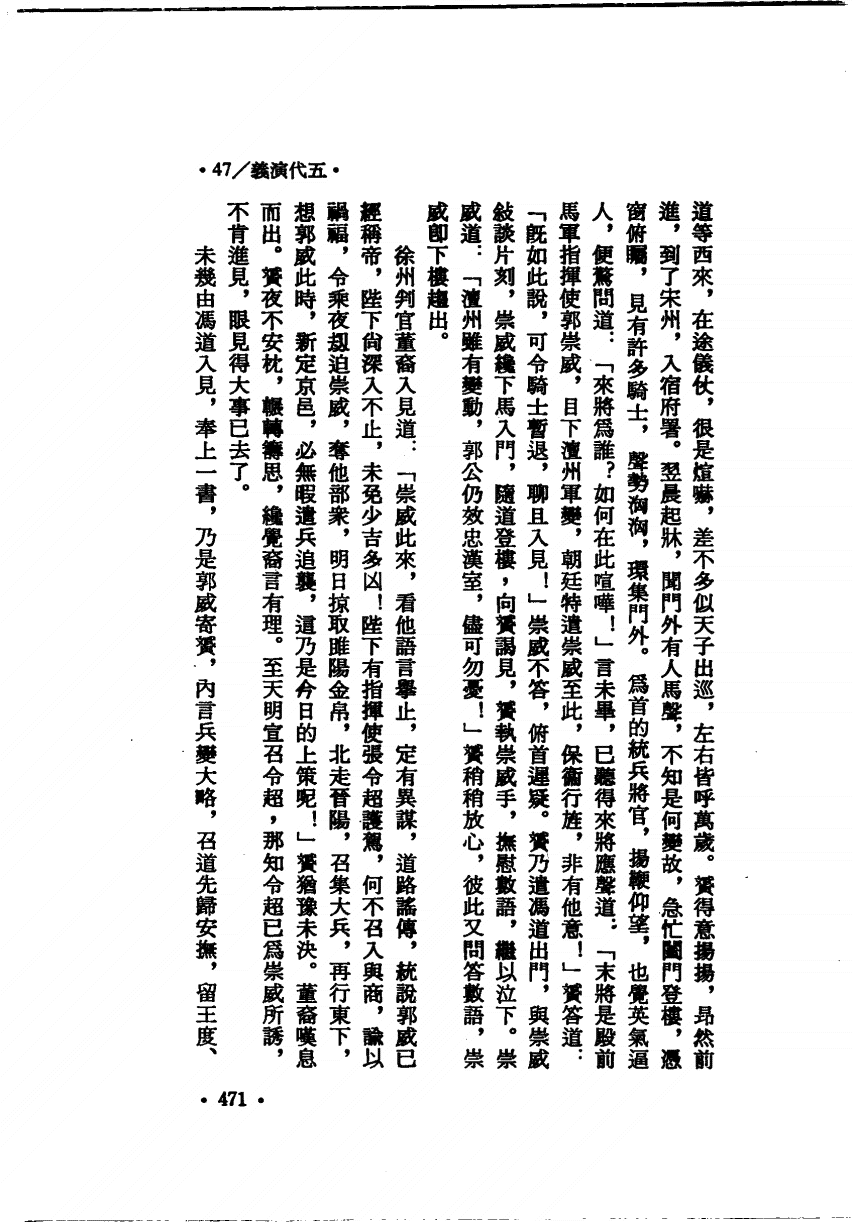 •47／義演代五•
道等西來，在途儀仗，很是煊嚇，差不多似天子出巡，左右皆呼萬歲。贇得意揚揚，昂然前
進，到了宋州，入宿府署。翌晨起牀，聞門外有人馬聲，不知是何變故，急忙闔門登樓，憑
窗俯矚，見有許多騎士，聲勢洶洶，環集門外。爲首的統兵將官，揚鞭仰望，也覺英氣逼
人，便驚問道：「來將爲誰？如何在此喧嘩！」言未畢，已聽得來將應聲道：「末將是殿前
馬軍指揮使郭崇威，目下澶州軍變，朝廷特遣崇威至此，保衞行旌，非有他意！」贇答道：
「旣如此說，可令騎士暫退，聊且入見！」崇威不答，俯首遲疑。贇乃遣馮道出門，與崇威
敍談片刻，崇威纔下馬入門，隨道登樓，向贇謁見，贇執崇威手，撫慰數語，繼以泣下。崇
威道：「澶州雖有變動，郭公仍效忠漢室，儘可勿憂！」贇稍稍放心，彼此又問答數語，崇
威卽下樓趨出。
徐州判官董裔入見道：「崇威此來，看他語言舉止，定有異謀，道路謠傳，統說郭威已
經稱帝，陛下尙深入不止，未免少吉多凶！陛下有指揮使張令超護駕，何不召入與商，諭以
禍福，令乘夜刼迫崇威，奪他部衆，明日掠取睢陽金帛，北走晉陽，召集大兵，再行東下，
想郭威此時，新定京邑，必無暇遣兵追襲，這乃是今日的上策呢！」贇猶豫未決。董裔嘆息
而出。贇夜不安枕，輾轉籌思，纔覺裔言有理。至天明宣召令超，那知令超已爲崇威所誘，
不肯進見，眼見得大事已去了。
未幾由馮道入見，奉上一書，乃是郭威寄贇，內言兵變大略，召道先歸安撫，留王度、
•471•